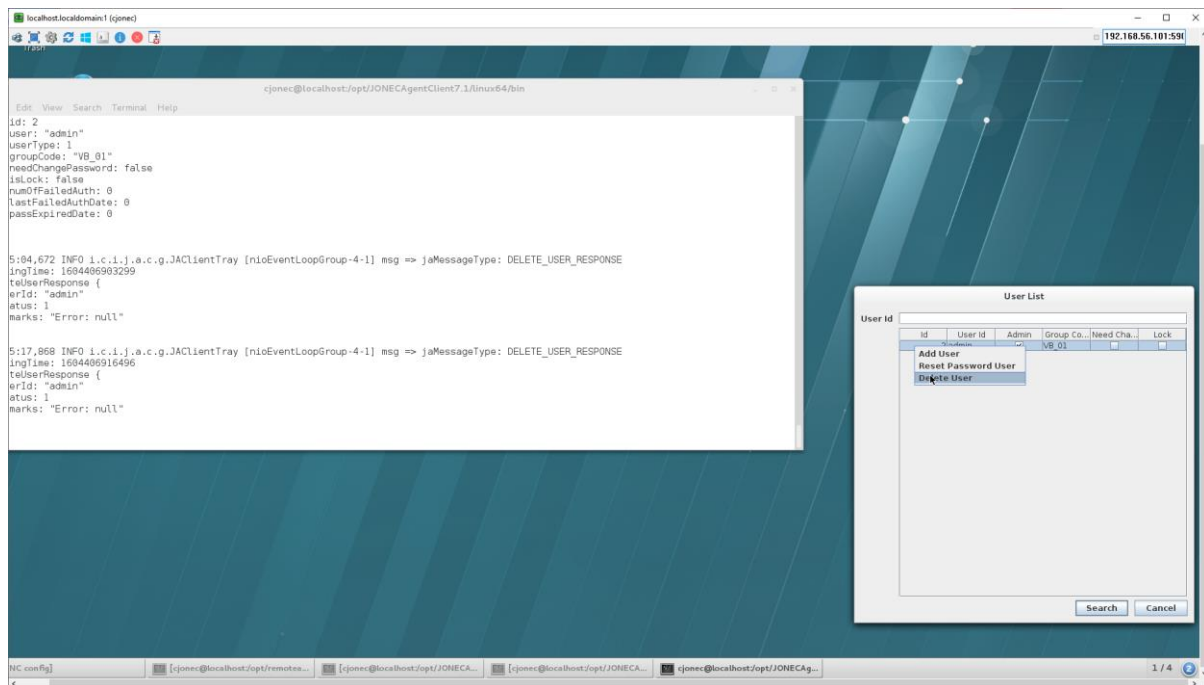 localhost.localdomain:1 (cjonec)
192.168.56.101:590
Trash
cjonec@localhost:/opt/JONECAgentClient7.1/linux64/bin
Edit View Search Terminal Help
id: 2
user: "admin"
userType: 1
groupCode: "VB_01"
needChangePassword: false
isLock: false
numOfFailedAuth: 0
lastFailedAuthDate: 0
passExpiredDate: 0
5:04,672 INFO i.c.i.j.a.c.g.JAClientTray [nioEventLoopGroup-4-1] msg => jaMessageType: DELETE_USER_RESPONSE
ingTime: 1604406903299
teUserResponse {
erId: "admin"
atus: 1
marks: "Error: null"
5:17,868 INFO i.c.i.j.a.c.g.JAClientTray [nioEventLoopGroup-4-1] msg => jaMessageType: DELETE_USER_RESPONSE
ingTime: 1604406916496
teUserResponse {
erId: "admin"
atus: 1
marks: "Error: null"
User List
User Id
Id User Id Admin Group Co... Need Cha... Lock
2 admin VB_01
Add User
Reset Password User
Delete User
Search Cancel
NC config] [cjonec@localhost:/opt/remotea... [cjonec@localhost:/opt/JONECA... [cjonec@localhost:/opt/JONECA... cjonec@localhost:/opt/JONECAg... 1 / 4 2